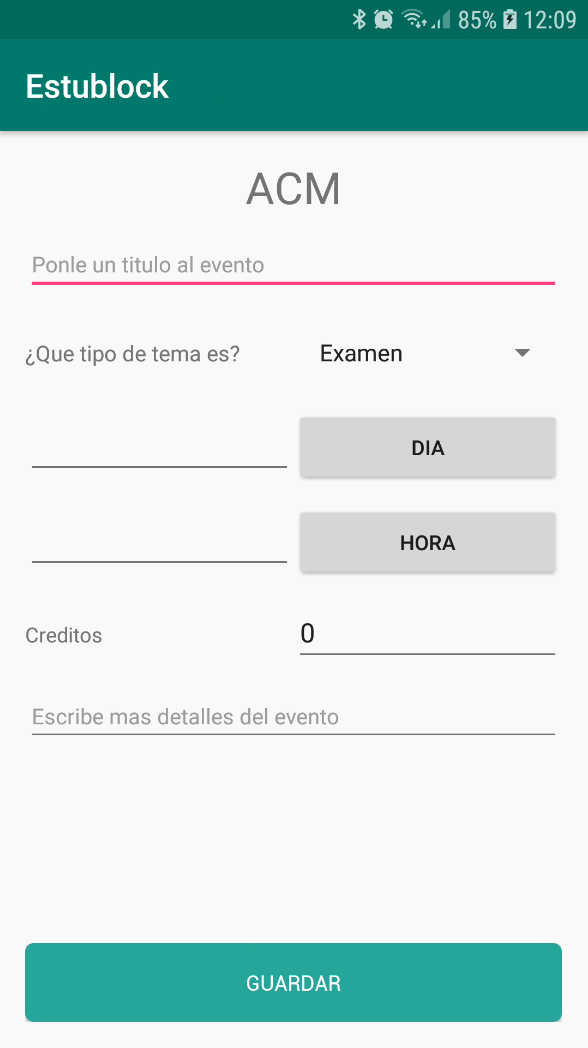 85% 12:09
Estublock
ACM
Ponle un titulo al evento
¿Que tipo de tema es? Examen
DIA
HORA
Creditos 0
Escribe mas detalles del evento
GUARDAR